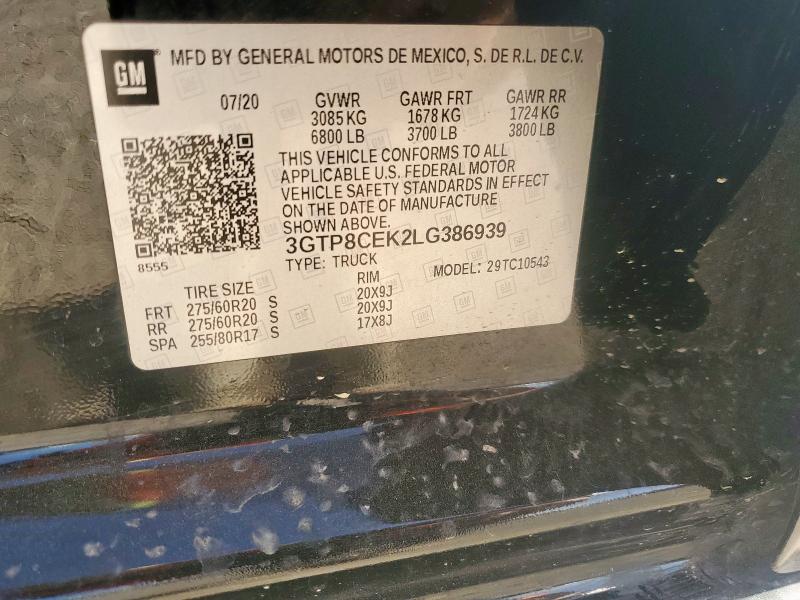 GM
MFD BY GENERAL MOTORS DE MEXICO, S. DE R.L. DE C.V.
07/20 GVWR GAWR FRT GAWR RR
3085 KG 1678 KG 1724 KG
6800 LB 3700 LB 3800 LB
THIS VEHICLE CONFORMS TO ALL
APPLICABLE U.S. FEDERAL MOTOR
VEHICLE SAFETY STANDARDS IN EFFECT
ON THE DATE OF MANUFACTURE
SHOWN ABOVE.
3GTP8CEK2LG386939
8555
TYPE: TRUCK MODEL: 29TC10543
TIRE SIZE RIM
FRT 275/60R20 S 20X9J
RR 275/60R20 S 20X9J
SPA 255/80R17 S 17X8J